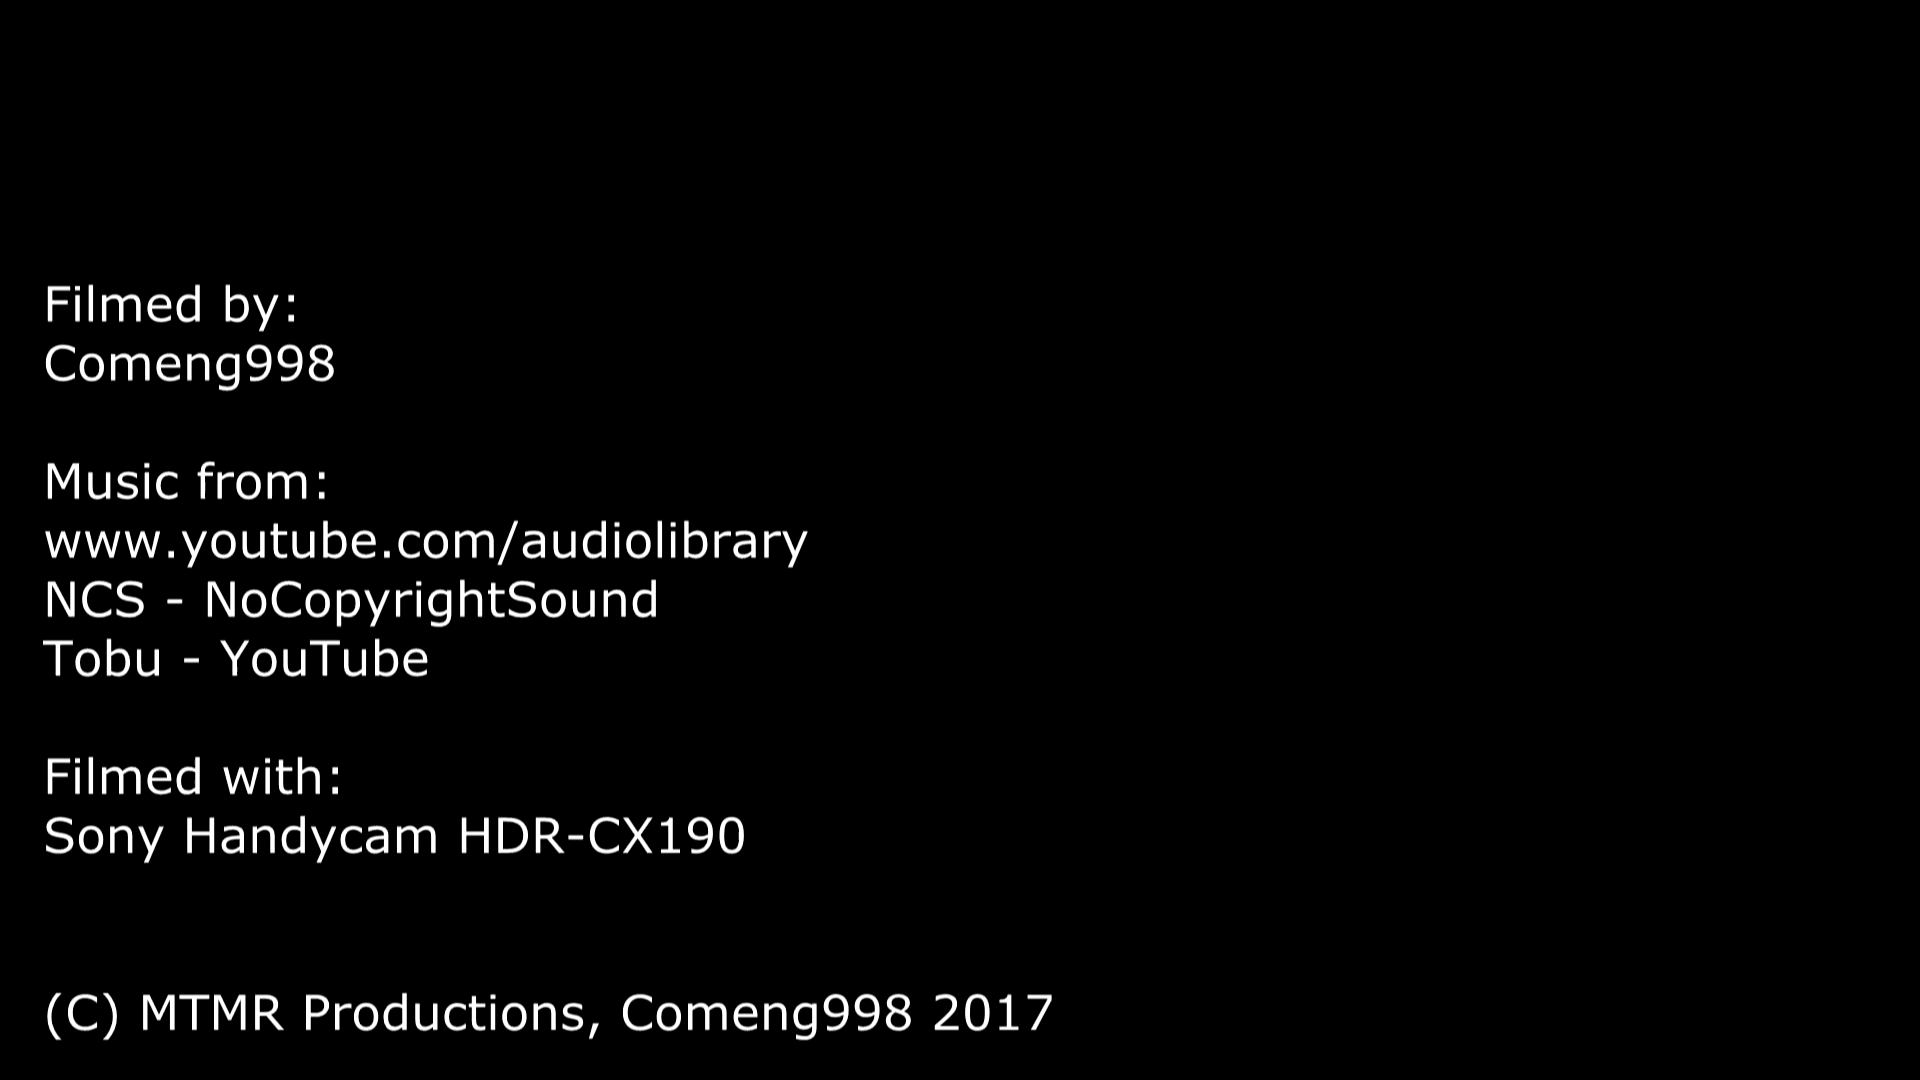 Filmed by:
Comeng998
Music from:
www.youtube.com/audiolibrary
NCS - NoCopyrightSound
Tobu - YouTube
Filmed with:
Sony Handycam HDR-CX190
(C) MTMR Productions, Comeng998 2017